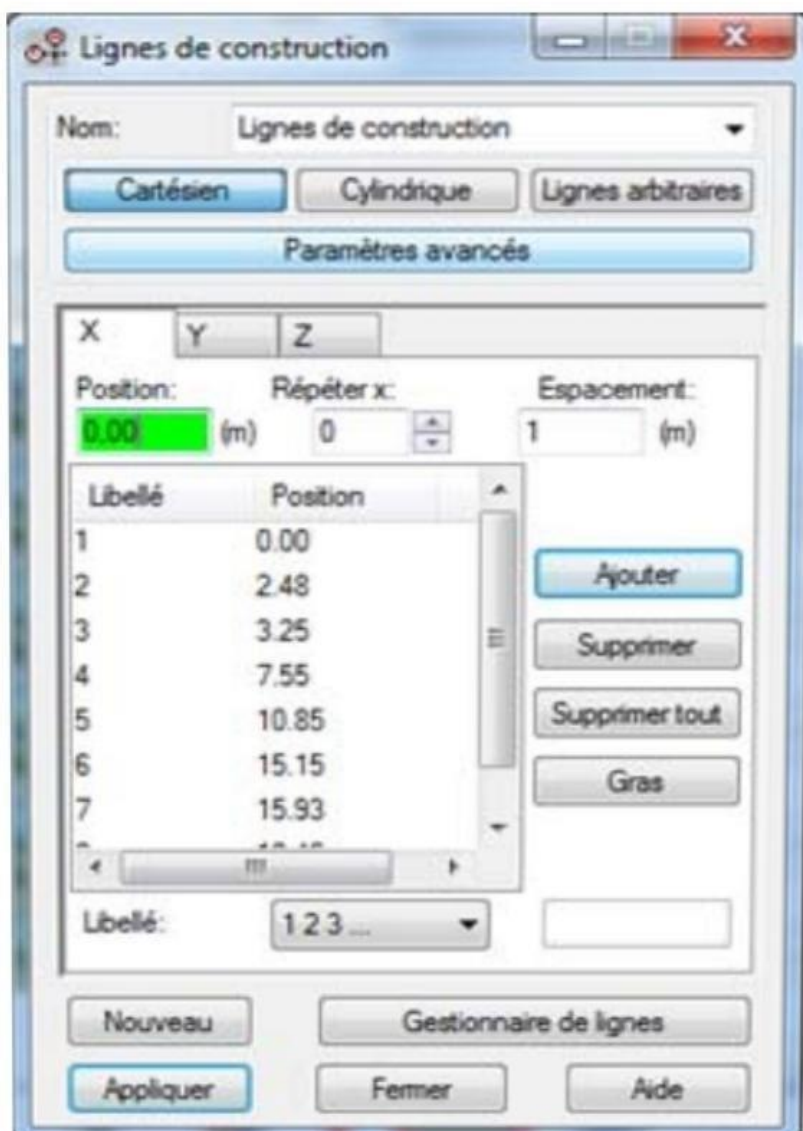 Lignes de construction
Nom: Lignes de construction
Cartésien Cylindrique Lignes arbitraires
Paramètres avancés
X Y Z
Position: Répéter x: Espacement:
0,00 (m) 0 1 (m)
Libellé Position
1 0.00
2 2.48
3 3.25
4 7.55
5 10.85
6 15.15
7 15.93
Ajouter
Supprimer
Supprimer tout
Gras
Libellé: 1 2 3 ...
Nouveau Gestionnaire de lignes
Appliquer Fermer Aide